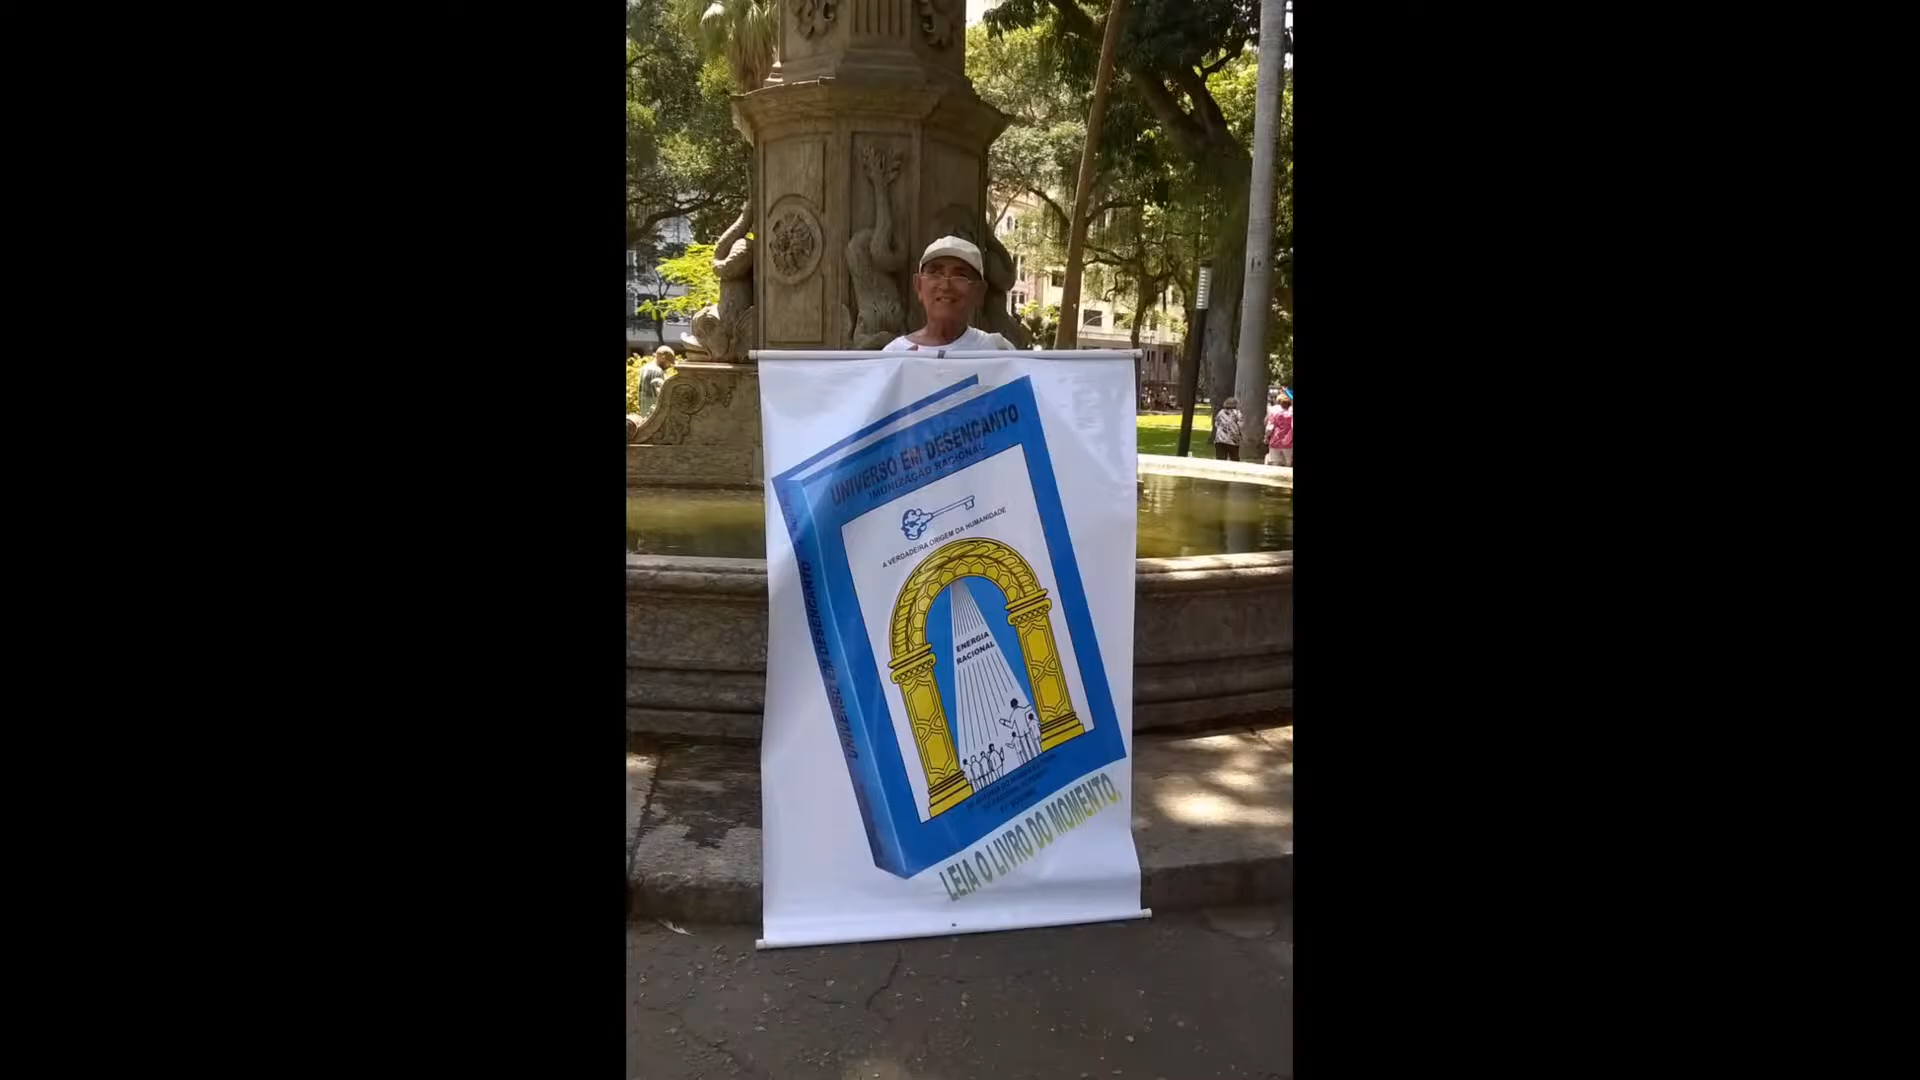 UNIVERSO EM DESENCANTO
IMUNIZAÇÃO RACIONAL
A VERDADEIRA ORIGEM DA HUMANIDADE
ENERGIA
RACIONAL
UNIVERSO EM DESENCANTO
LEIA O LIVRO DO MOMENTO,